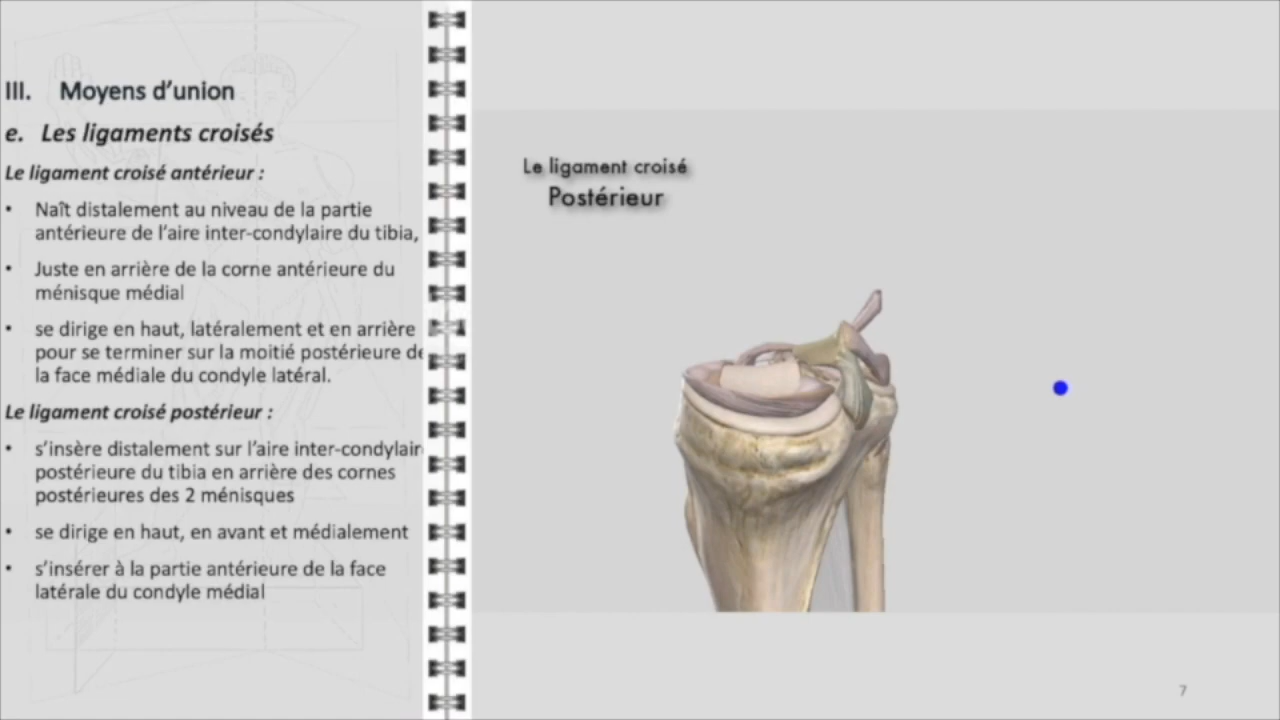 III. Moyens d'union
e. Les ligaments croisés
Le ligament croisé antérieur :
• Naît distalement au niveau de la partie
antérieure de l'aire inter-condylaire du tibia,
• Juste en arrière de la corne antérieure du
ménisque médial
• se dirige en haut, latéralement et en arrière
pour se terminer sur la moitié postérieure de
la face médiale du condyle latéral.
Le ligament croisé postérieur :
• s'insère distalement sur l'aire inter-condylair
postérieure du tibia en arrière des cornes
postérieures des 2 ménisques
• se dirige en haut, en avant et médialement
• s'insérer à la partie antérieure de la face
latérale du condyle médial
Le ligament croisé
Postérieur
7